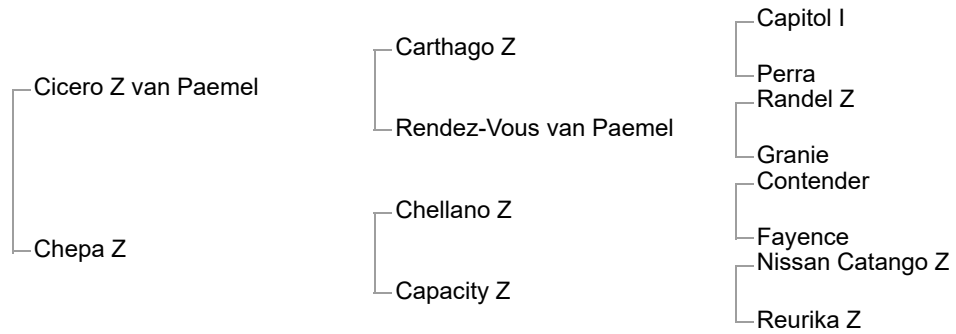 Capitol I
Carthago Z
Perra
Cicero Z van Paemel
Randel Z
Rendez-Vous van Paemel
Granie
Contender
Chellano Z
Fayence
Chepa Z
Nissan Catango Z
Capacity Z
Reurika Z